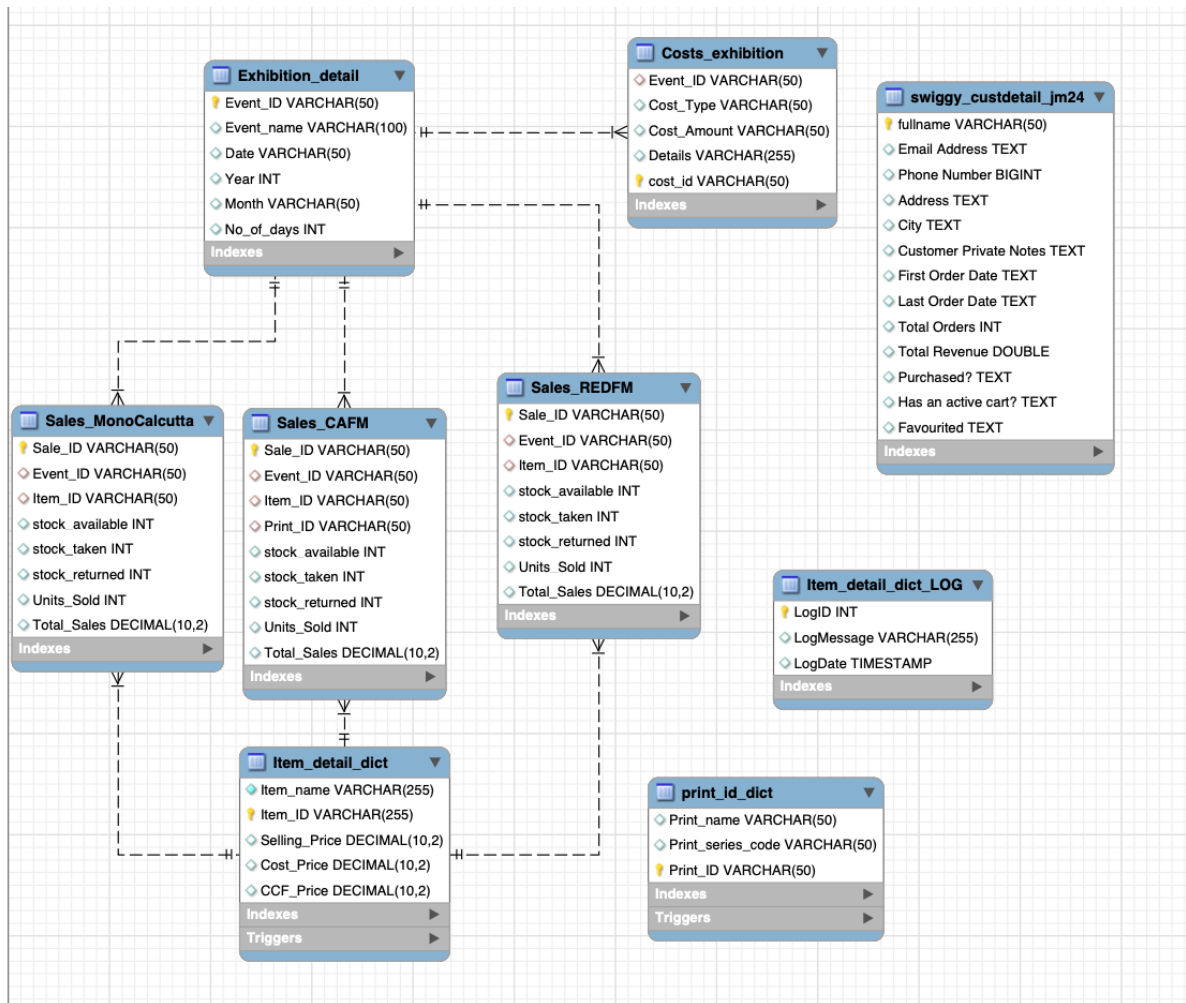 Exhibition_detail
Event_ID VARCHAR(50)
Event_name VARCHAR(100)
Date VARCHAR(50)
Year INT
Month VARCHAR(50)
No_of_days INT
Indexes
Costs_exhibition
Event_ID VARCHAR(50)
Cost_Type VARCHAR(50)
Cost_Amount VARCHAR(50)
Details VARCHAR(255)
cost_id VARCHAR(50)
Indexes
swiggy_custdetail_jm24
fullname VARCHAR(50)
Email Address TEXT
Phone Number BIGINT
Address TEXT
City TEXT
Customer Private Notes TEXT
First Order Date TEXT
Last Order Date TEXT
Total Orders INT
Total Revenue DOUBLE
Purchased? TEXT
Has an active cart? TEXT
Favourited TEXT
Indexes
Sales_MonoCalcutta
Sale_ID VARCHAR(50)
Event_ID VARCHAR(50)
Item_ID VARCHAR(50)
stock_available INT
stock_taken INT
stock_returned INT
Units_Sold INT
Total_Sales DECIMAL(10,2)
Indexes
Sales_CAFM
Sale_ID VARCHAR(50)
Event_ID VARCHAR(50)
Item_ID VARCHAR(50)
Print_ID VARCHAR(50)
stock_available INT
stock_taken INT
stock_returned INT
Units_Sold INT
Total_Sales DECIMAL(10,2)
Indexes
Sales_REDFM
Sale_ID VARCHAR(50)
Event_ID VARCHAR(50)
Item_ID VARCHAR(50)
stock_available INT
stock_taken INT
stock_returned INT
Units_Sold INT
Total_Sales DECIMAL(10,2)
Indexes
Item_detail_dict_LOG
LogID INT
LogMessage VARCHAR(255)
LogDate TIMESTAMP
Indexes
Item_detail_dict
Item_name VARCHAR(255)
Item_ID VARCHAR(255)
Selling_Price DECIMAL(10,2)
Cost_Price DECIMAL(10,2)
CCF_Price DECIMAL(10,2)
Indexes
Triggers
print_id_dict
Print_name VARCHAR(50)
Print_series_code VARCHAR(50)
Print_ID VARCHAR(50)
Indexes
Triggers